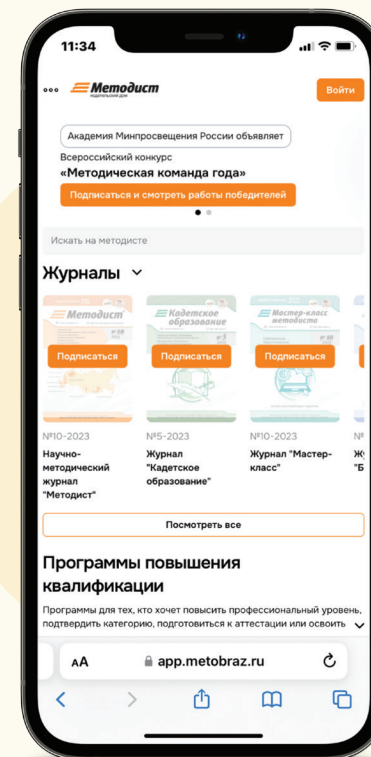 11:34
Методист
ИЗДАТЕЛЬСКИЙ ДОМ
Войти
Академия Минпросвещения России объявляет
Всероссийский конкурс
«Методическая команда года»
Подписаться и смотреть работы победителей
Искать на методисте
Журналы
Методист
Кадетское
образование
Мастер-класс
методиста
Подписаться
Подписаться
Подписаться
№10-2023
№5-2023
№10-2023
№
Научно-
методический
журнал
"Методист"
Журнал
"Кадетское
образование"
Журнал "Мастер-
класс"
Посмотреть все
Программы повышения
квалификации
Программы для тех, кто хочет повысить профессиональный уровень,
подтвердить категорию, подготовиться к аттестации или освоить
AA
app.metobraz.ru